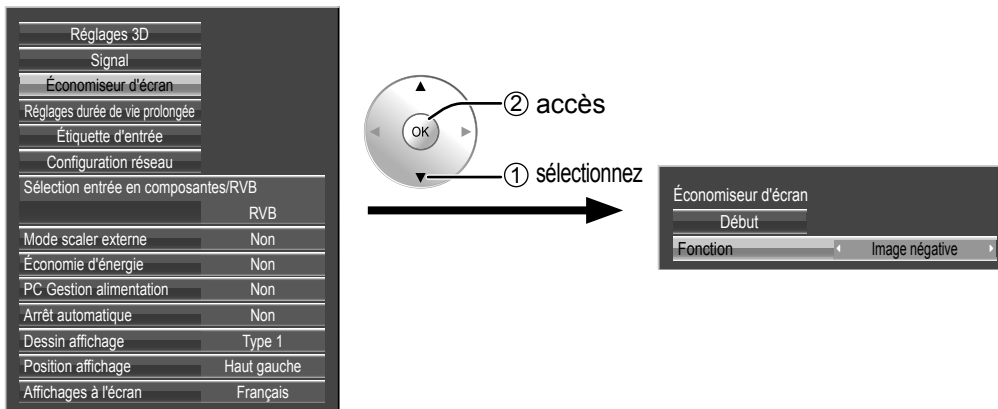 Réglages 3D
Signal
Économiseur d'écran
Réglages durée de vie prolongée
Étiquette d'entrée
Configuration réseau
Sélection entrée en composantes/RVB
RVB
Mode scaler externe Non
Économie d'énergie Non
PC Gestion alimentation Non
Arrêt automatique Non
Dessin affichage Type 1
Position affichage Haut gauche
Affichages à l'écran Français
OK
② accès
① sélectionnez
Économiseur d'écran
Début
Fonction Image négative